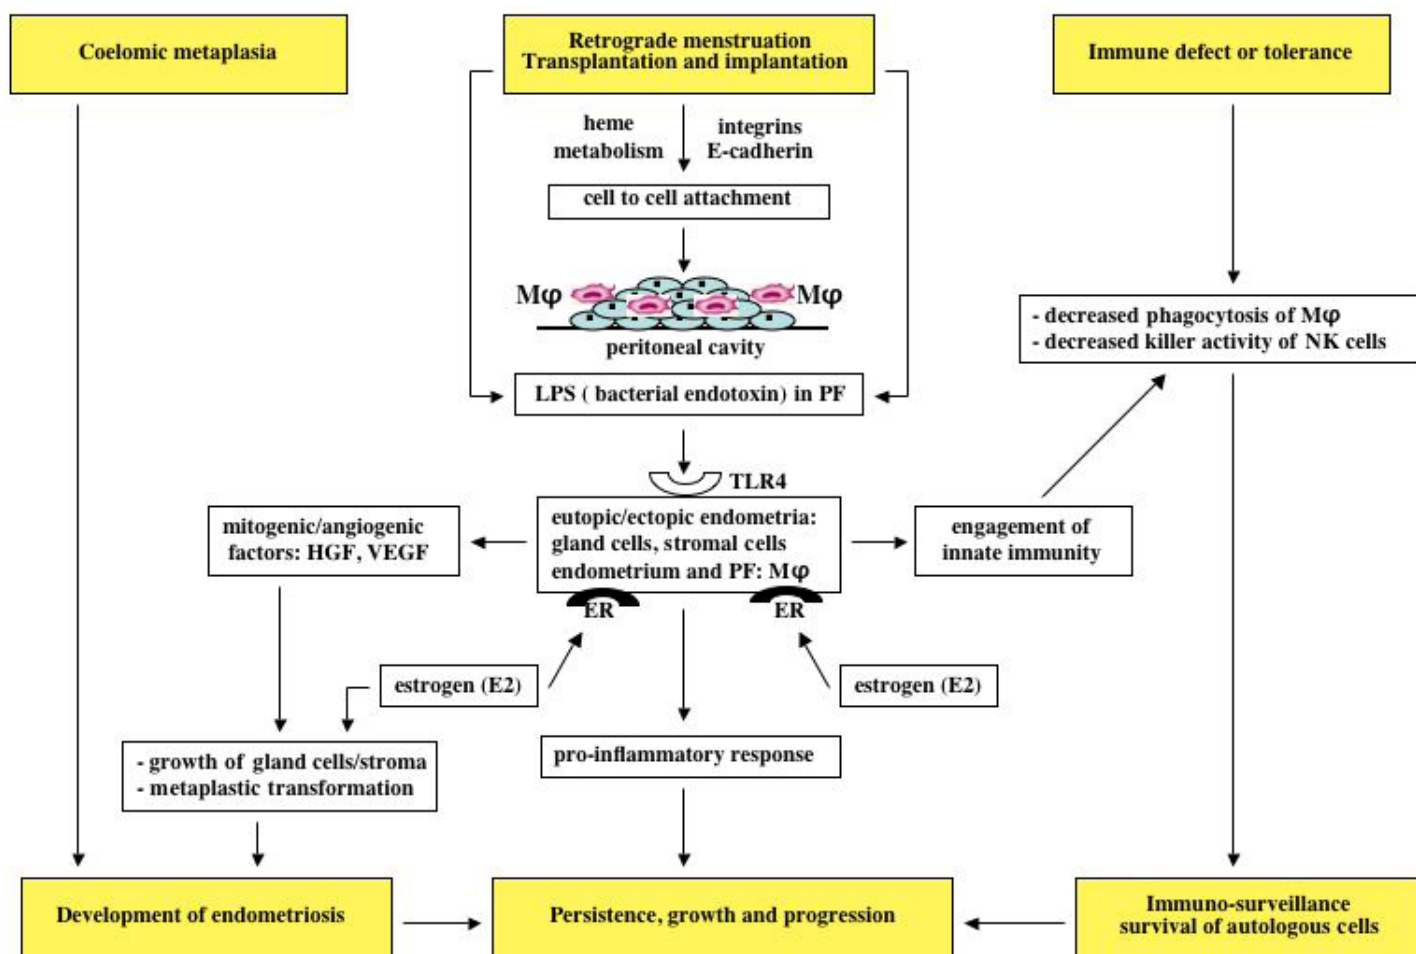 Coelomic metaplasia
Retrograde menstruation
Transplantation and implantation
Immune defect or tolerance
heme
metabolism
integrins
E-cadherin
cell to cell attachment
Mφ
Mφ
peritoneal cavity
- decreased phagocytosis of Mφ
- decreased killer activity of NK cells
LPS ( bacterial endotoxin) in PF
TLR4
mitogenic/angiogenic
factors: HGF, VEGF
eutopic/ectopic endometria:
gland cells, stromal cells
endometrium and PF: Mφ
engagement of
innate immunity
ER
ER
estrogen (E2)
estrogen (E2)
- growth of gland cells/stroma
- metaplastic transformation
pro-inflammatory response
Development of endometriosis
Persistence, growth and progression
Immuno-surveillance
survival of autologous cells